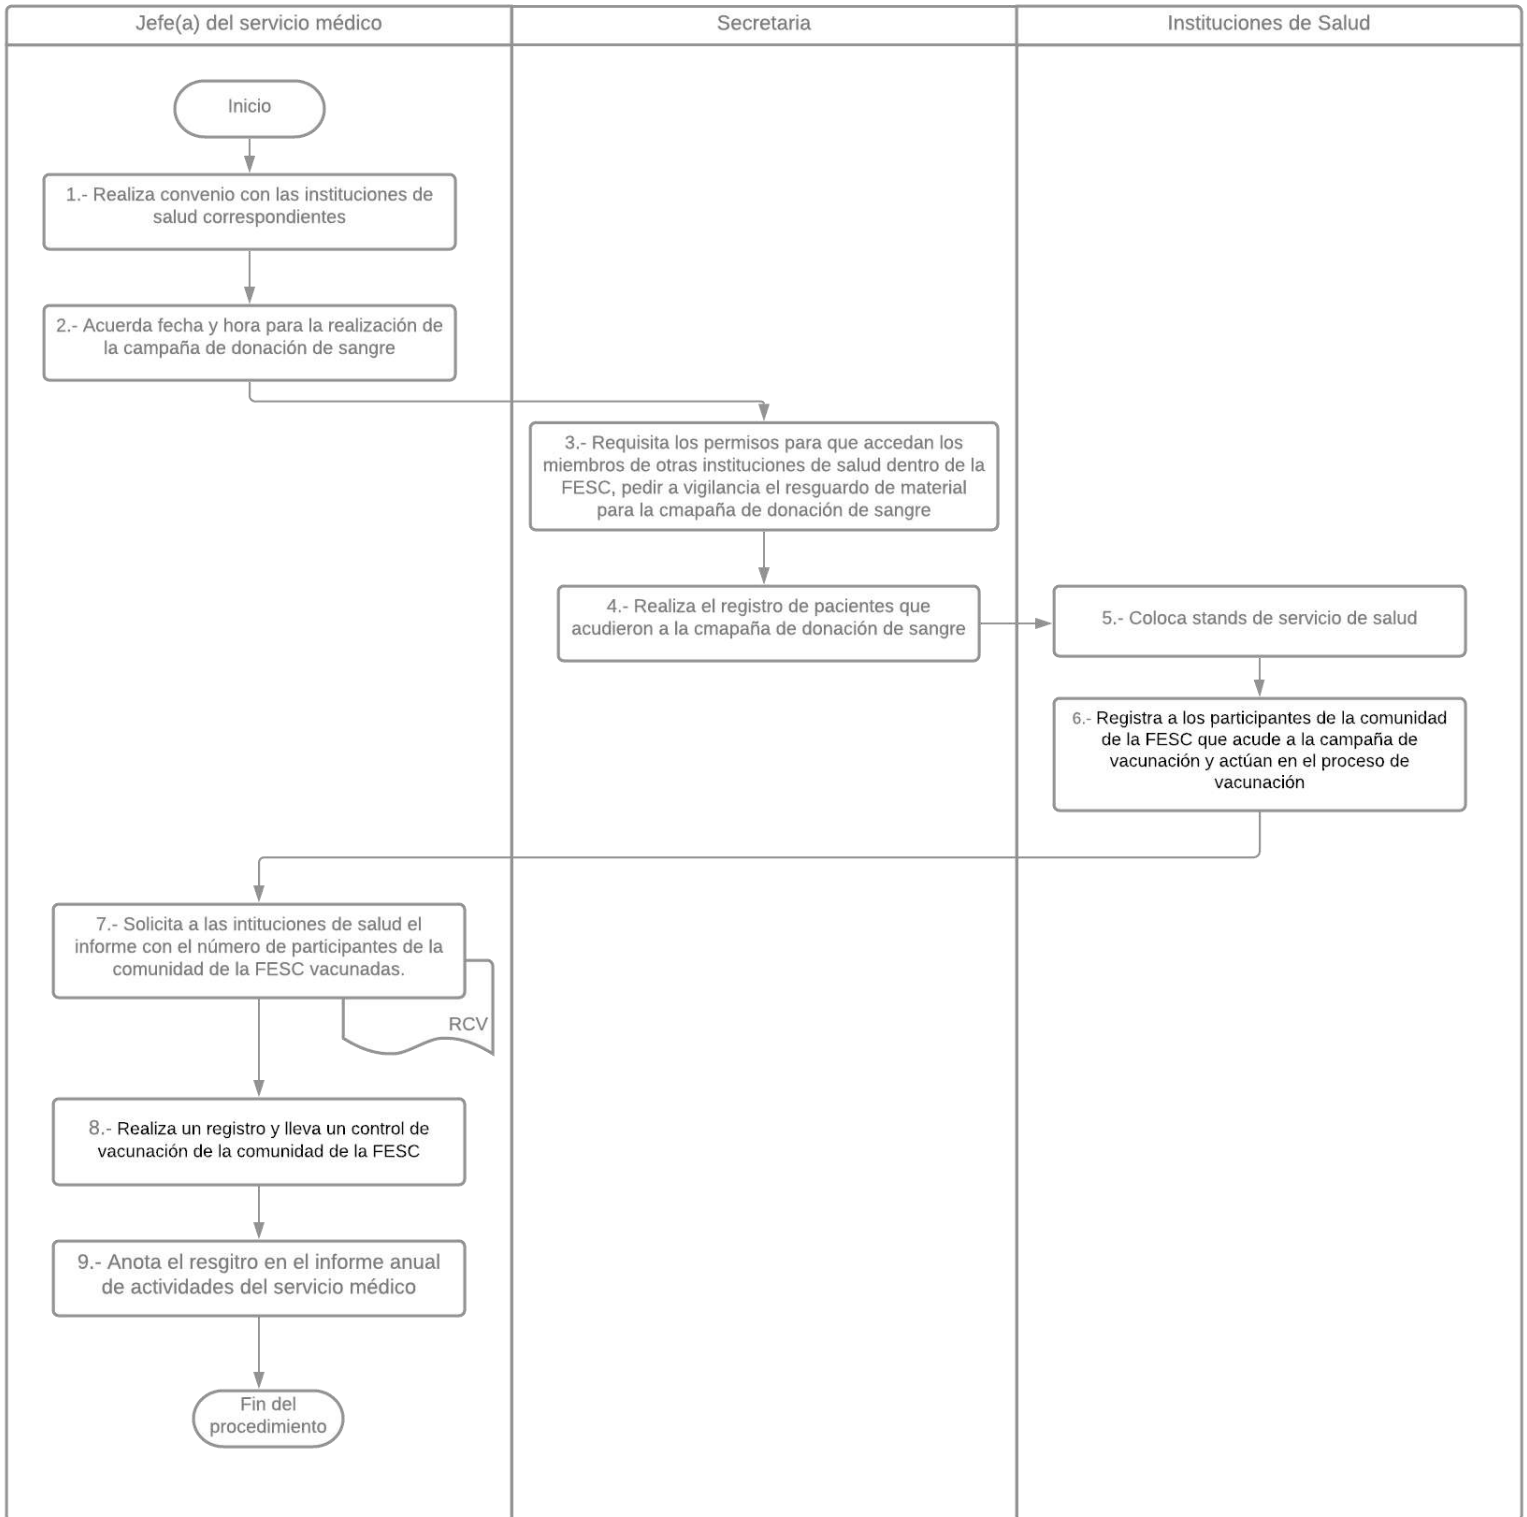 Jefe(a) del servicio médico
Secretaria
Instituciones de Salud
Inicio
1.- Realiza convenio con las instituciones de
salud correspondientes
2.- Acuerda fecha y hora para la realización de
la campaña de donación de sangre
3.- Requisita los permisos para que accedan los
miembros de otras instituciones de salud dentro de la
FESC, pedir a vigilancia el resguardo de material
para la cmapaña de donación de sangre
4.- Realiza el registro de pacientes que
acudieron a la cmapaña de donación de sangre
5.- Coloca stands de servicio de salud
6.- Registra a los participantes de la comunidad
de la FESC que acude a la campaña de
vacunación y actúan en el proceso de
vacunación
7.- Solicita a las intituciones de salud el
informe con el número de participantes de la
comunidad de la FESC vacunadas.
RCV
8.- Realiza un registro y lleva un control de
vacunación de la comunidad de la FESC
9.- Anota el resgitro en el informe anual
de actividades del servicio médico
Fin del
procedimiento